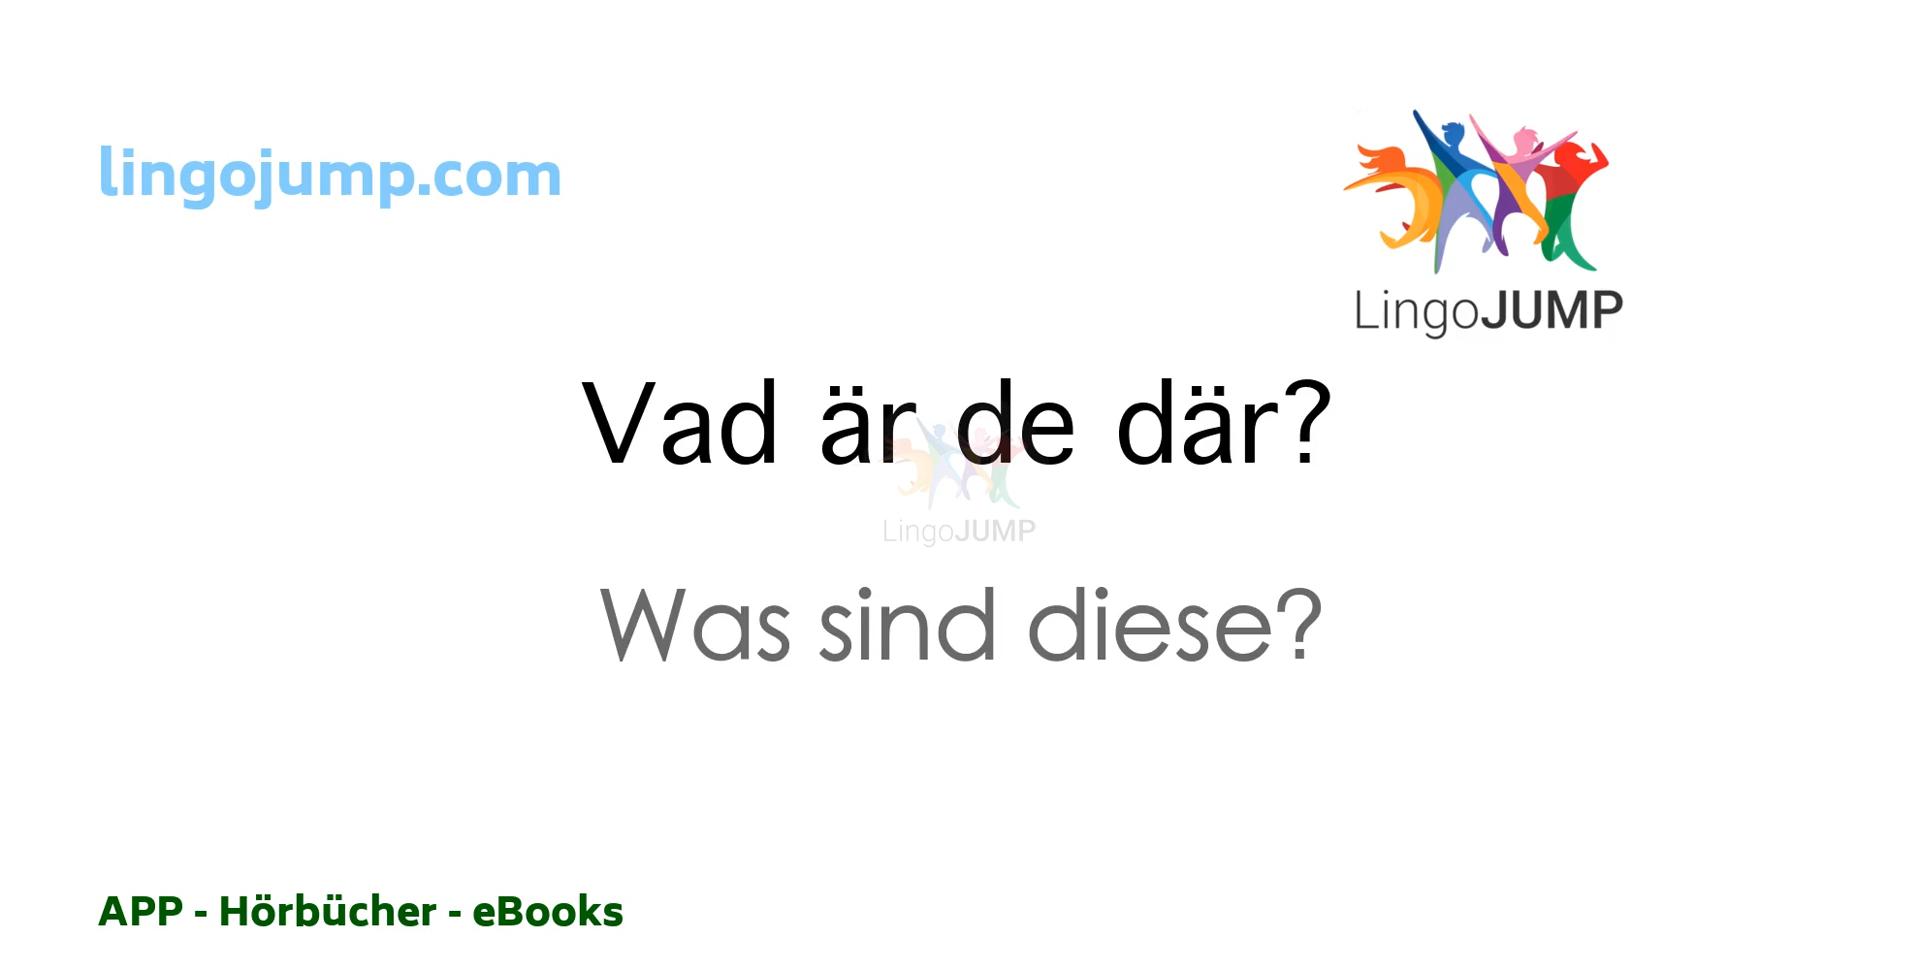 lingojump.com
LingoJUMP
Vad är de där?
LingoJUMP
Was sind diese?
APP - Hörbücher - eBooks